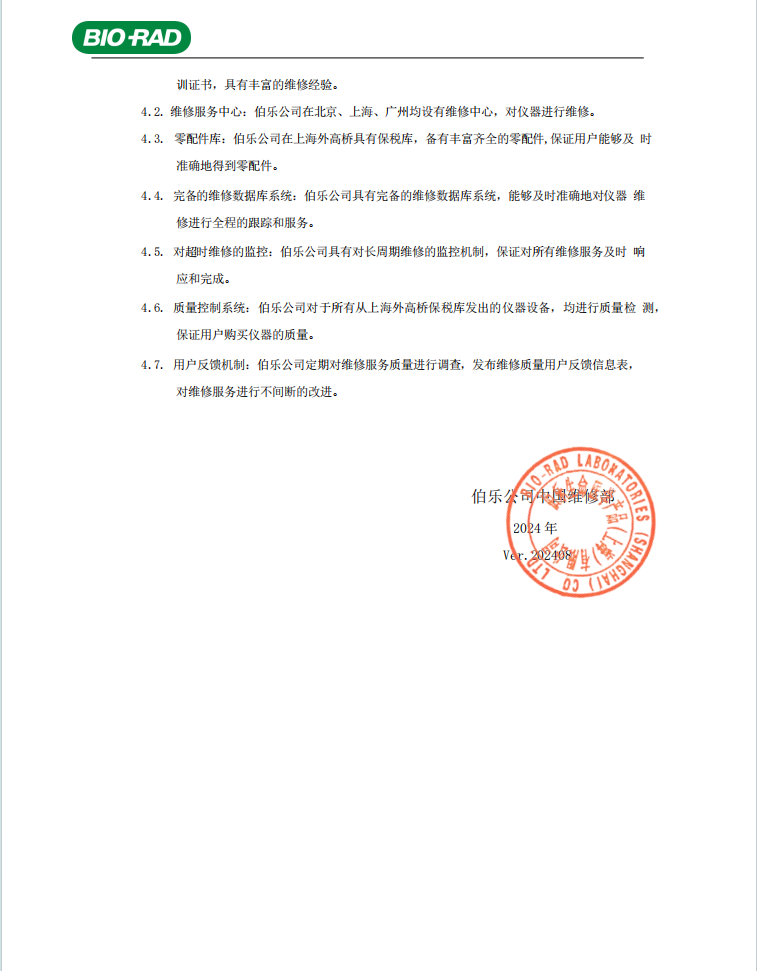 BIO-RAD
训证书，具有丰富的维修经验。
4.2. 维修服务中心：伯乐公司在北京、上海、广州均设有维修中心，对仪器进行维修。
4.3. 零配件库：伯乐公司在上海外高桥具有保税库，备有丰富齐全的零配件,保证用户能够及 时
准确地得到零配件。
4.4. 完备的维修数据库系统：伯乐公司具有完备的维修数据库系统，能够及时准确地对仪器 维
修进行全程的跟踪和服务。
4.5. 对超时维修的监控：伯乐公司具有对长周期维修的监控机制，保证对所有维修服务及时 响
应和完成。
4.6. 质量控制系统：伯乐公司对于所有从上海外高桥保税库发出的仪器设备，均进行质量检 测，
保证用户购买仪器的质量。
4.7. 用户反馈机制：伯乐公司定期对维修服务质量进行调查，发布维修质量用户反馈信息表，
对维修服务进行不间断的改进。
伯乐公司中国维修部
2024 年
Ver.202408
BIO-RAD LABORATORIES (SHANGHAI) CO LTD